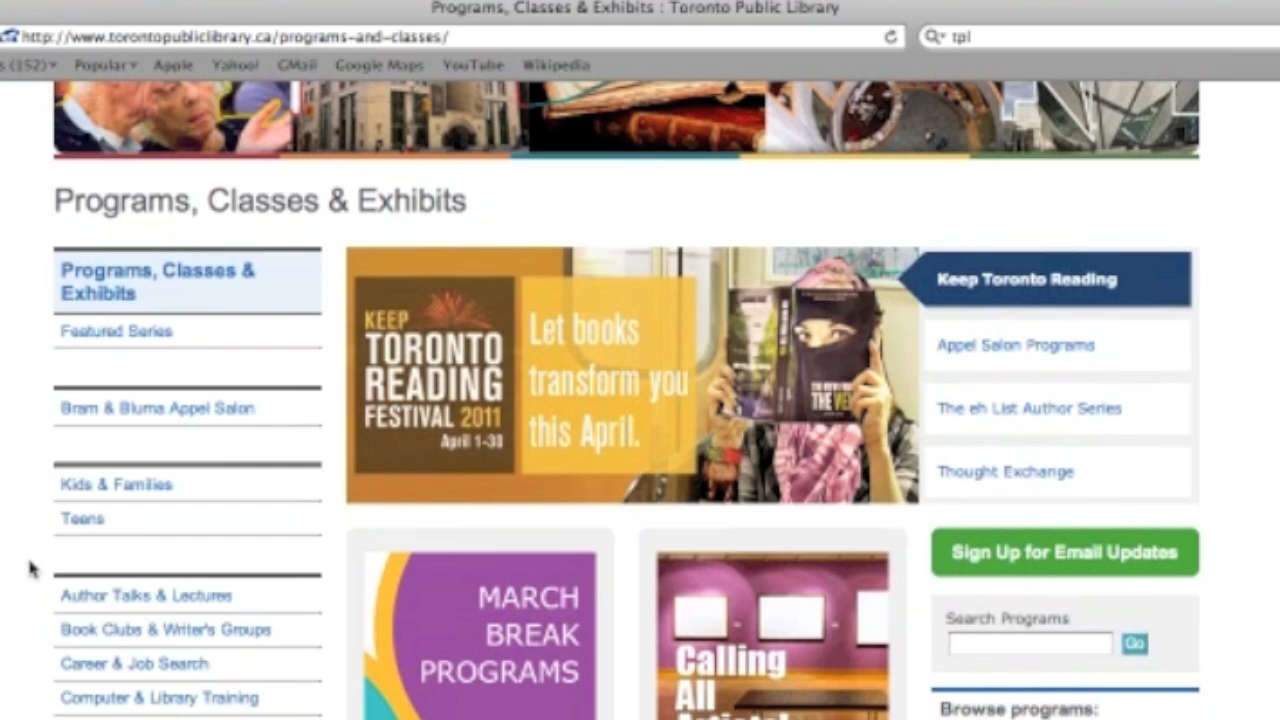 Programs, Classes & Exhibits : Toronto Public Library
http://www.torontopubliclibrary.ca/programs-and-classes/
tpl
s (152) Popular Apple Yahoo! GMail Google Maps YouTube Wikipedia
Programs, Classes & Exhibits
Programs, Classes &
Exhibits
Featured Series
Bram & Bluma Appel Salon
Kids & Families
Teens
Author Talks & Lectures
Book Clubs & Writer's Groups
Career & Job Search
Computer & Library Training
KEEP
TORONTO
READING
FESTIVAL 2011
April 1-30
Let books
transform you
this April.
THE
Keep Toronto Reading
Appel Salon Programs
The eh List Author Series
Thought Exchange
MARCH
BREAK
PROGRAMS
Calling
All
Artists!
Sign Up for Email Updates
Search Programs
Go
Browse programs: